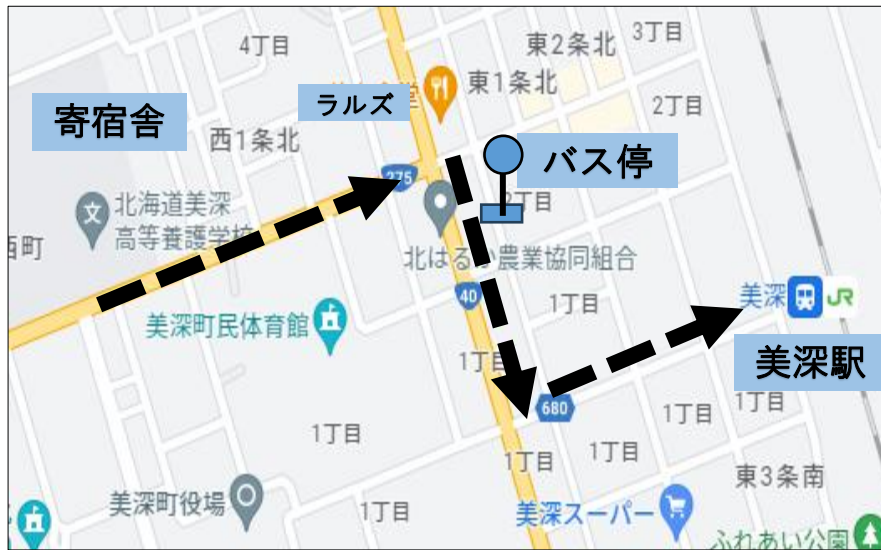 4丁目
東2条北
3丁目
東1条北
ラルズ
寄宿舎
2丁目
西1条北
バス停
275
北海道美深
高等養護学校
2丁目
西町
北はるか農業協同組合
40
美深
JR
1丁目
美深町民体育館
美深駅
1丁目
680
1丁目
1丁目
1丁目
1丁目
1丁目
東3条南
美深町役場
1丁目
美深スーパー
ふれあい公園